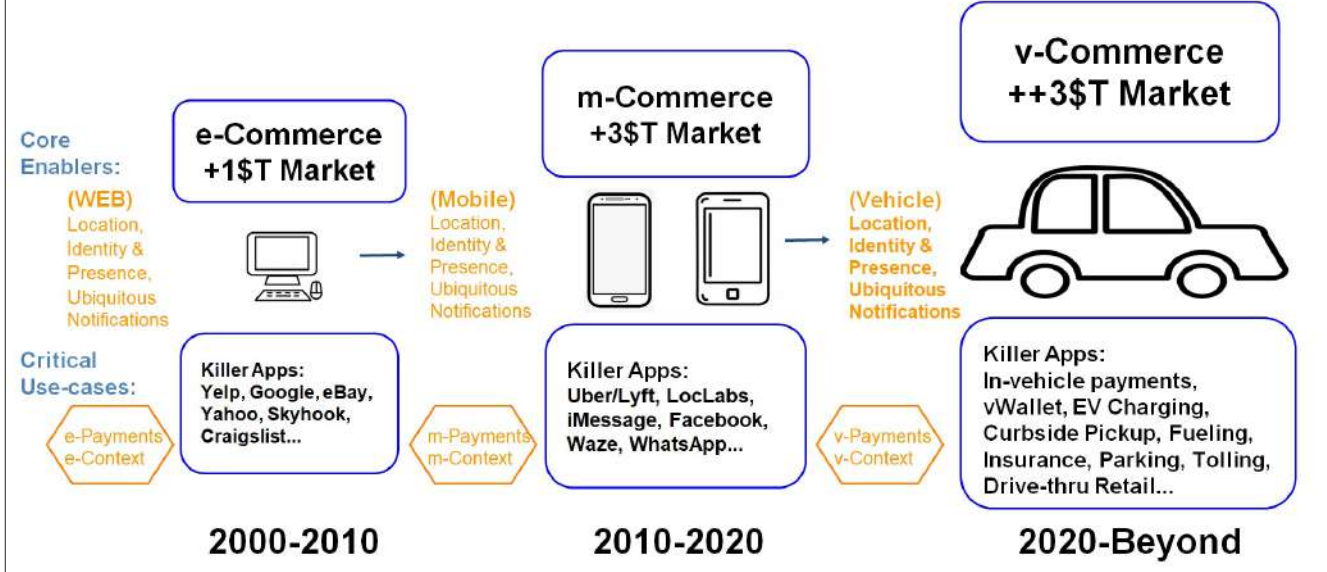 e-Commerce
+1$T Market
m-Commerce
+3$T Market
v-Commerce
++3$T Market
Core
Enablers:
(WEB)
Location,
Identity &
Presence,
Ubiquitous
Notifications
(Mobile)
Location,
Identity &
Presence,
Ubiquitous
Notifications
(Vehicle)
Location,
Identity &
Presence,
Ubiquitous
Notifications
Critical
Use-cases:
e-Payments
e-Context
Killer Apps:
Yelp, Google, eBay,
Yahoo, Skyhook,
Craigslist...
m-Payments
m-Context
Killer Apps:
Uber/Lyft, LocLabs,
iMessage, Facebook,
Waze, WhatsApp...
v-Payments
v-Context
Killer Apps:
In-vehicle payments,
vWallet, EV Charging,
Curbside Pickup, Fueling,
Insurance, Parking, Tolling,
Drive-thru Retail...
2000-2010
2010-2020
2020-Beyond